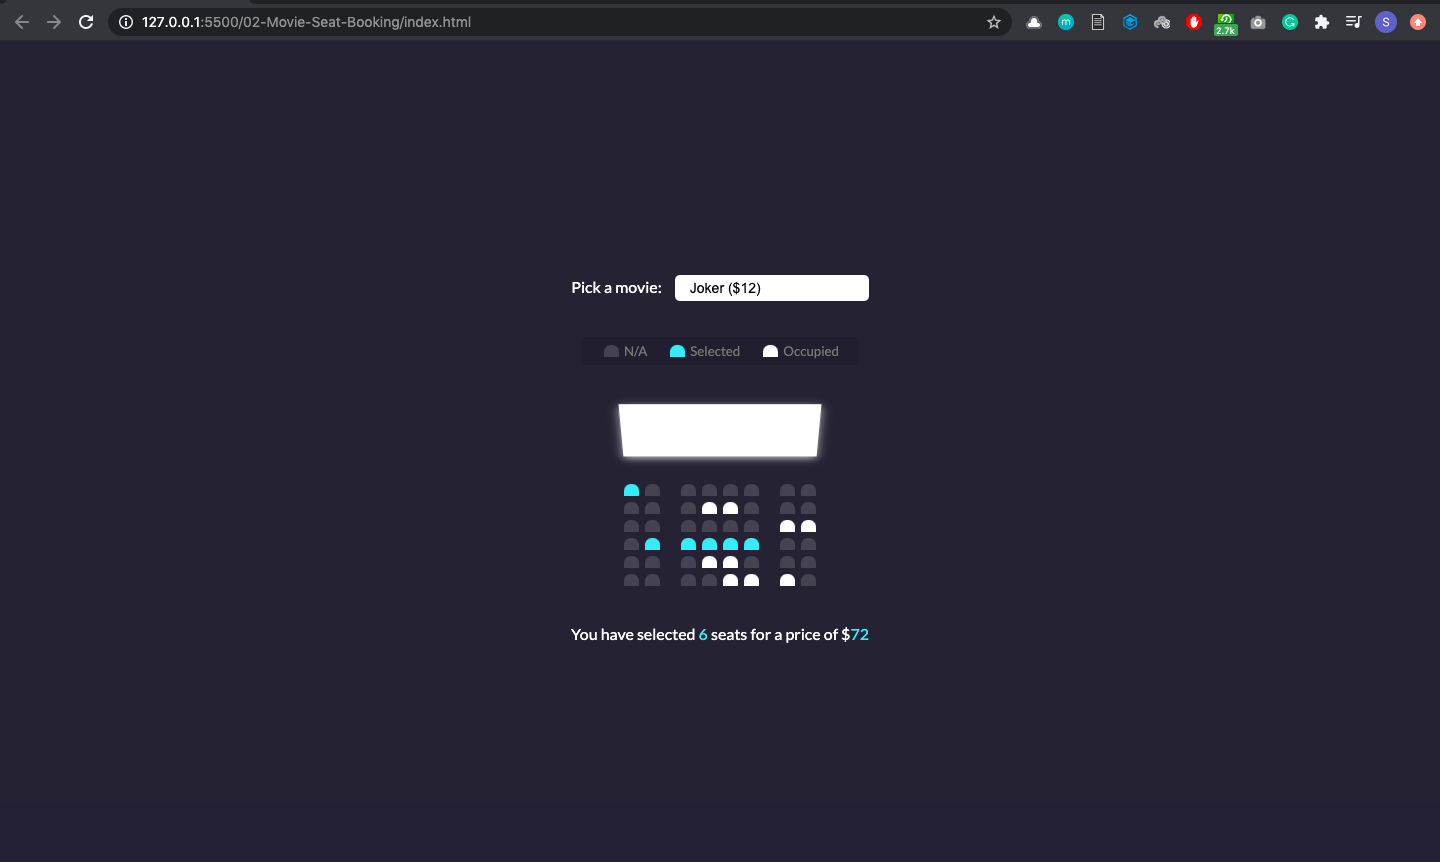 127.0.0.1:5500/02-Movie-Seat-Booking/index.html
m
2.7k
G
S
Pick a movie: Joker ($12)
N/A Selected Occupied
You have selected 6 seats for a price of $72